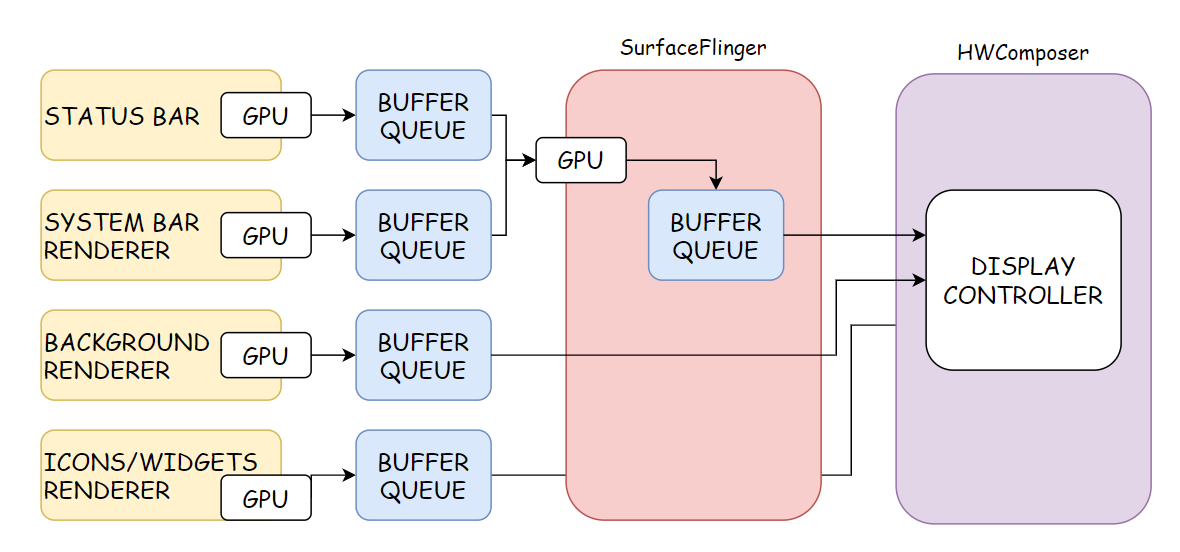 SurfaceFlinger
HWComposer
STATUS BAR
GPU
BUFFER
QUEUE
GPU
SYSTEM BAR
RENDERER
GPU
BUFFER
QUEUE
BUFFER
QUEUE
DISPLAY
CONTROLLER
BACKGROUND
RENDERER
GPU
BUFFER
QUEUE
ICONS/WIDGETS
RENDERER
GPU
BUFFER
QUEUE